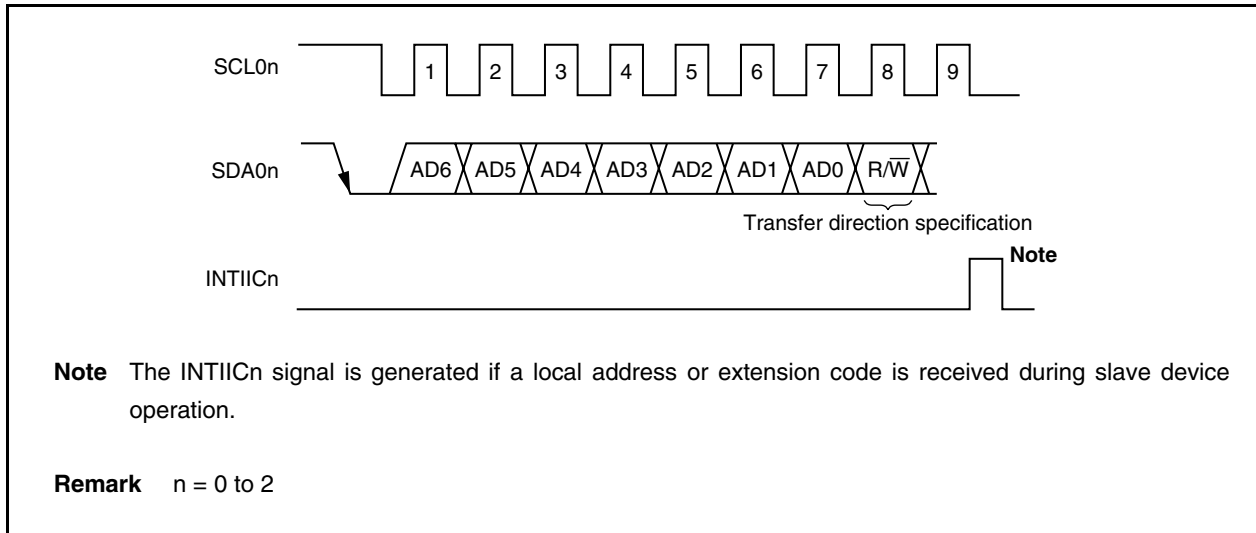 SCL0n
1 2 3 4 5 6 7 8 9
SDA0n
AD6 AD5 AD4 AD3 AD2 AD1 AD0 R/W̅
Transfer direction specification
INTIICn
Note
Note The INTIICn signal is generated if a local address or extension code is received during slave device
operation.
Remark n = 0 to 2